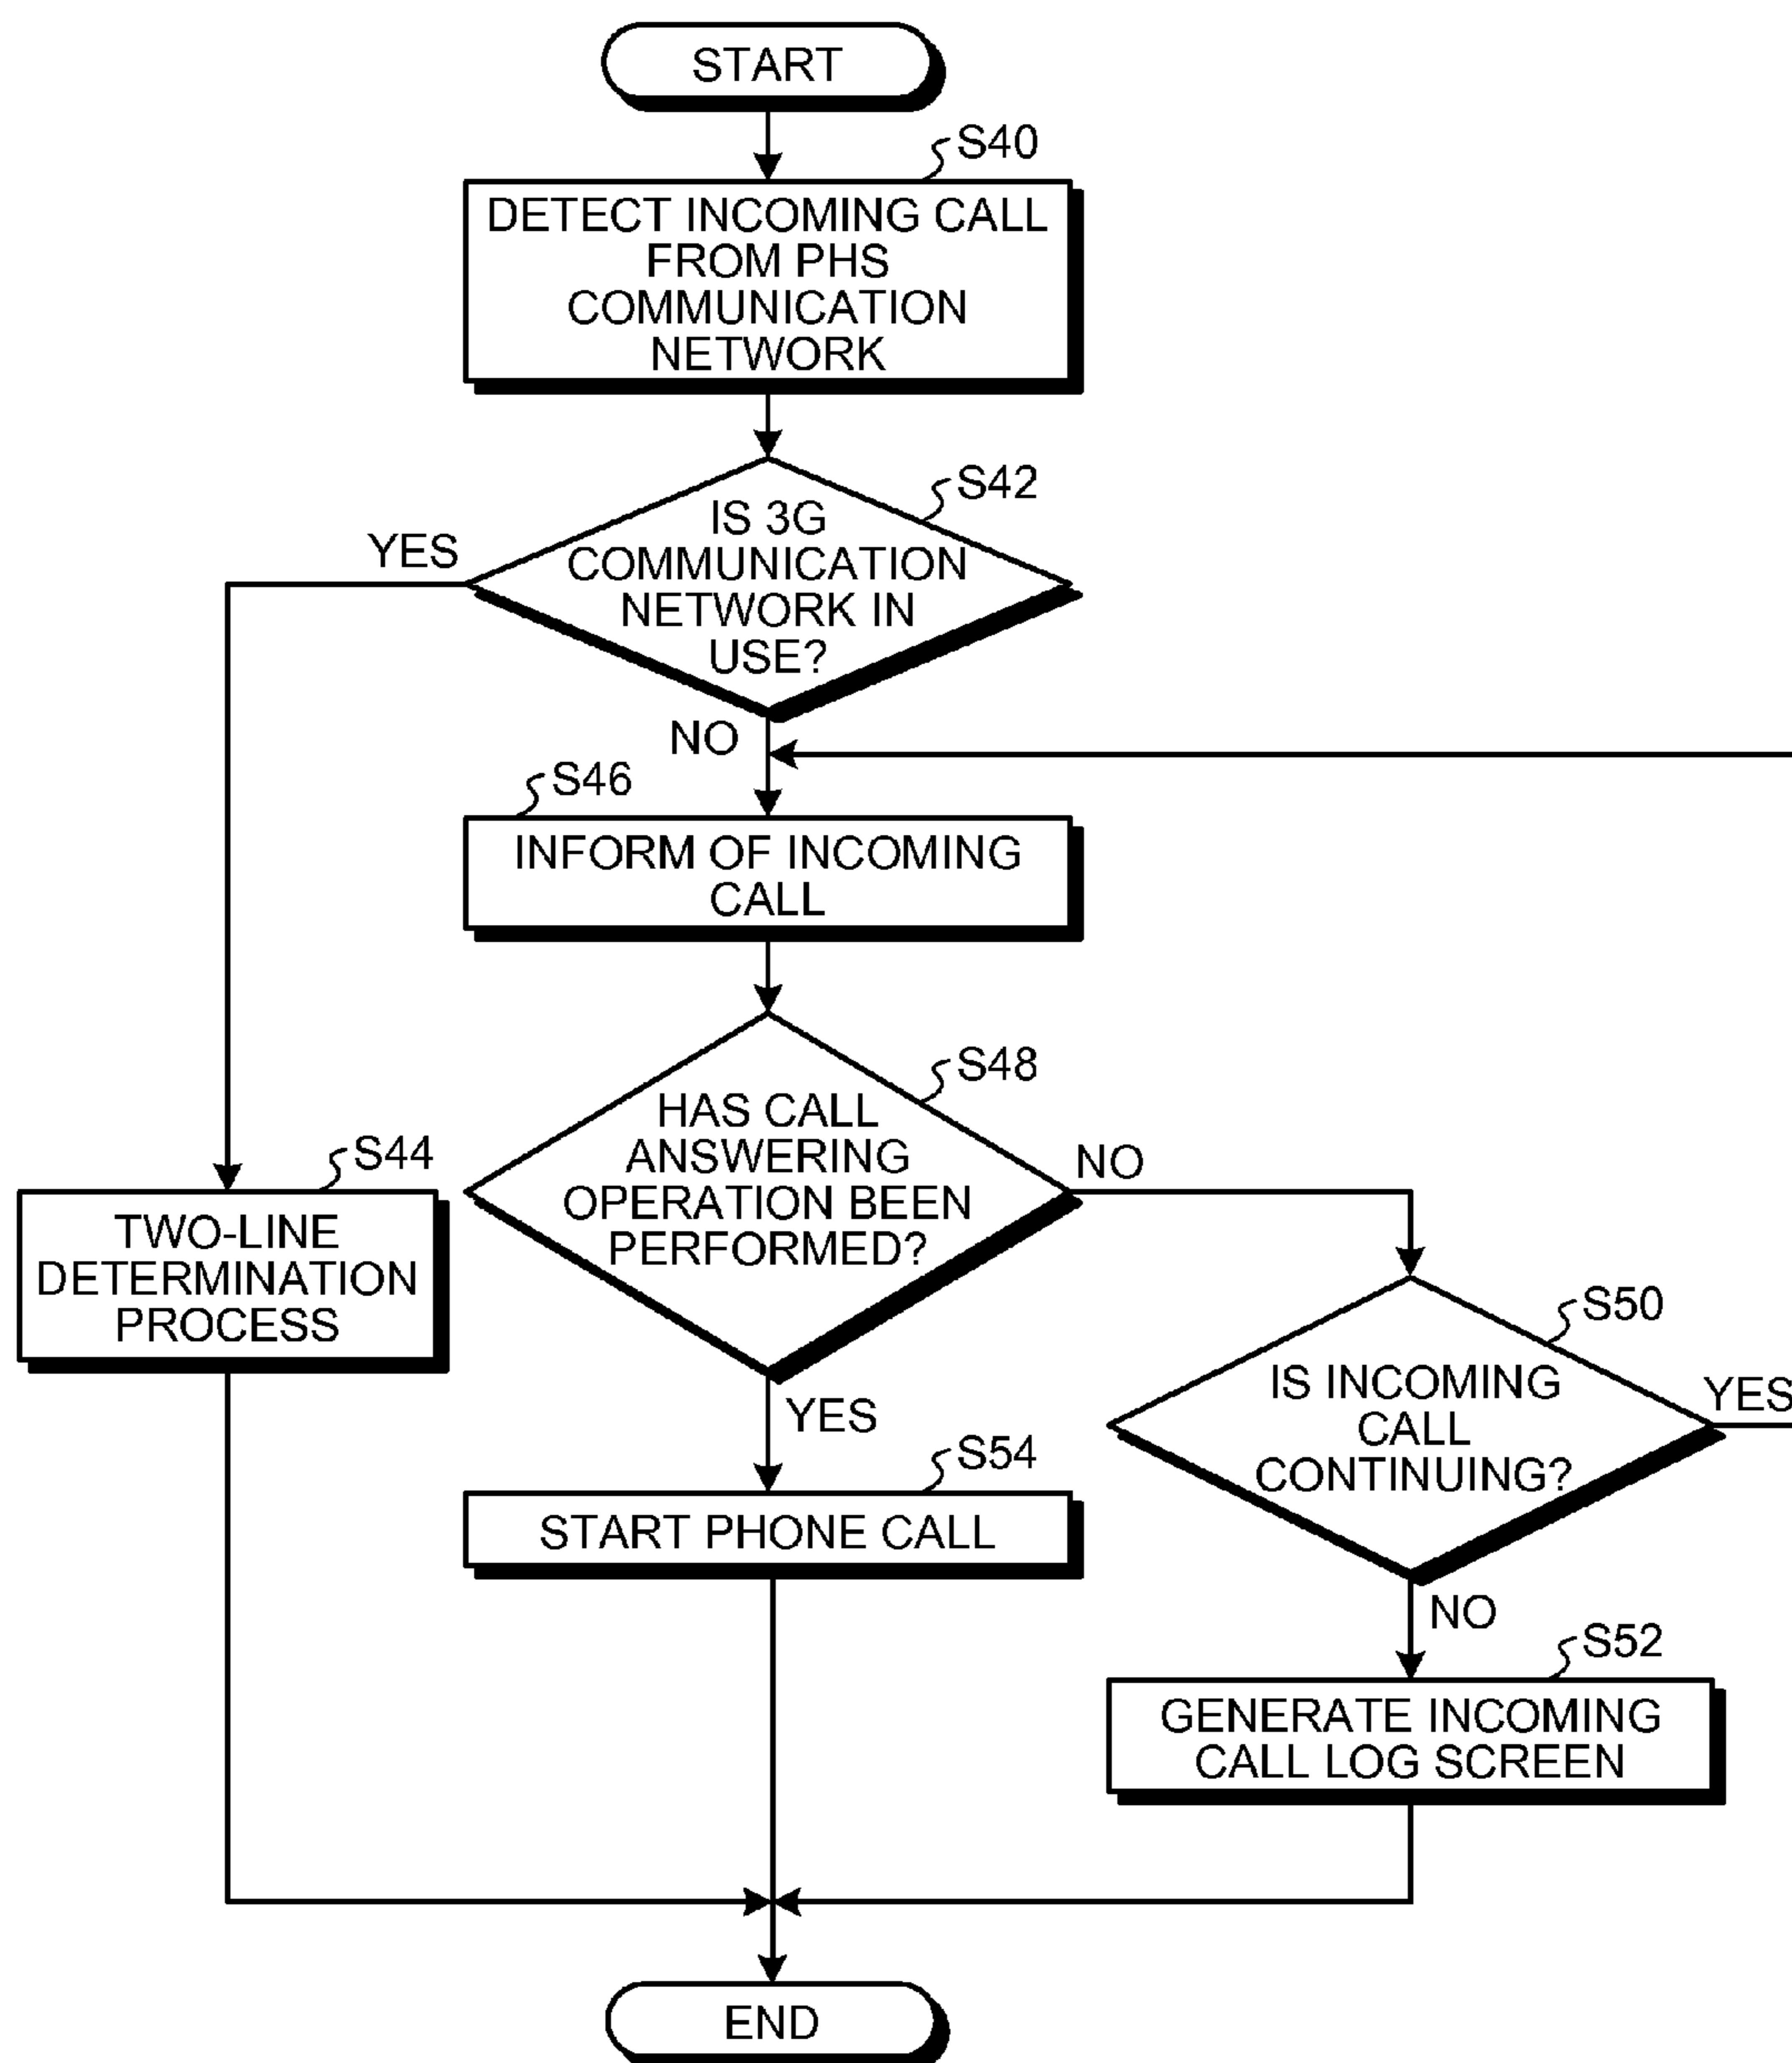 START
S40
DETECT INCOMING CALL
FROM PHS
COMMUNICATION
NETWORK
S42
IS 3G
COMMUNICATION
NETWORK IN
USE?
YES
NO
S46
INFORM OF INCOMING
CALL
S48
HAS CALL
ANSWERING
OPERATION BEEN
PERFORMED?
NO
YES
S44
TWO-LINE
DETERMINATION
PROCESS
S50
IS INCOMING
CALL
CONTINUING?
YES
NO
S54
START PHONE CALL
S52
GENERATE INCOMING
CALL LOG SCREEN
END